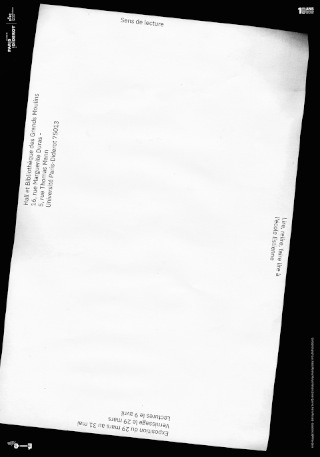 Sens de lecture
Lire, relire, faire lire à
l'école Estienne
Exposition du 29 mars au 31 mai
Vernissage le 29 mars
Lectures le 9 avril
Hall et Bibliothèque des Grands Moulins
16, rue Marguerite Duras -
5, rue Thomas Mann
Université Paris-Diderot 75013
PARIS
DIDEROT